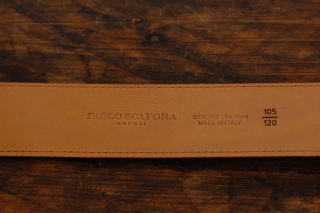 PAOLO SCAFORA
NAPOLI
GENUINE LEATHER
MADE IN ITALY
105
120